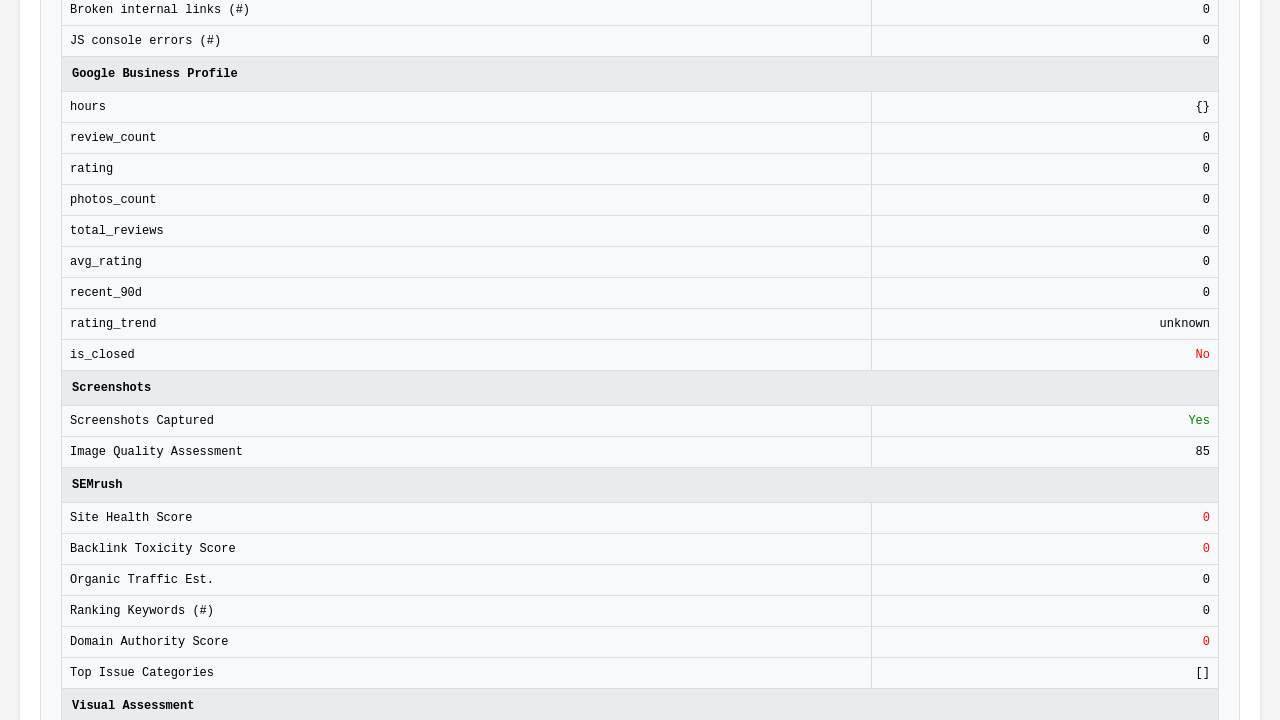 Broken internal links (#) 0
JS console errors (#) 0
Google Business Profile
hours {}
review_count 0
rating 0
photos_count 0
total_reviews 0
avg_rating 0
recent_90d 0
rating_trend unknown
is_closed No
Screenshots
Screenshots Captured Yes
Image Quality Assessment 85
SEMrush
Site Health Score 0
Backlink Toxicity Score 0
Organic Traffic Est. 0
Ranking Keywords (#) 0
Domain Authority Score 0
Top Issue Categories []
Visual Assessment